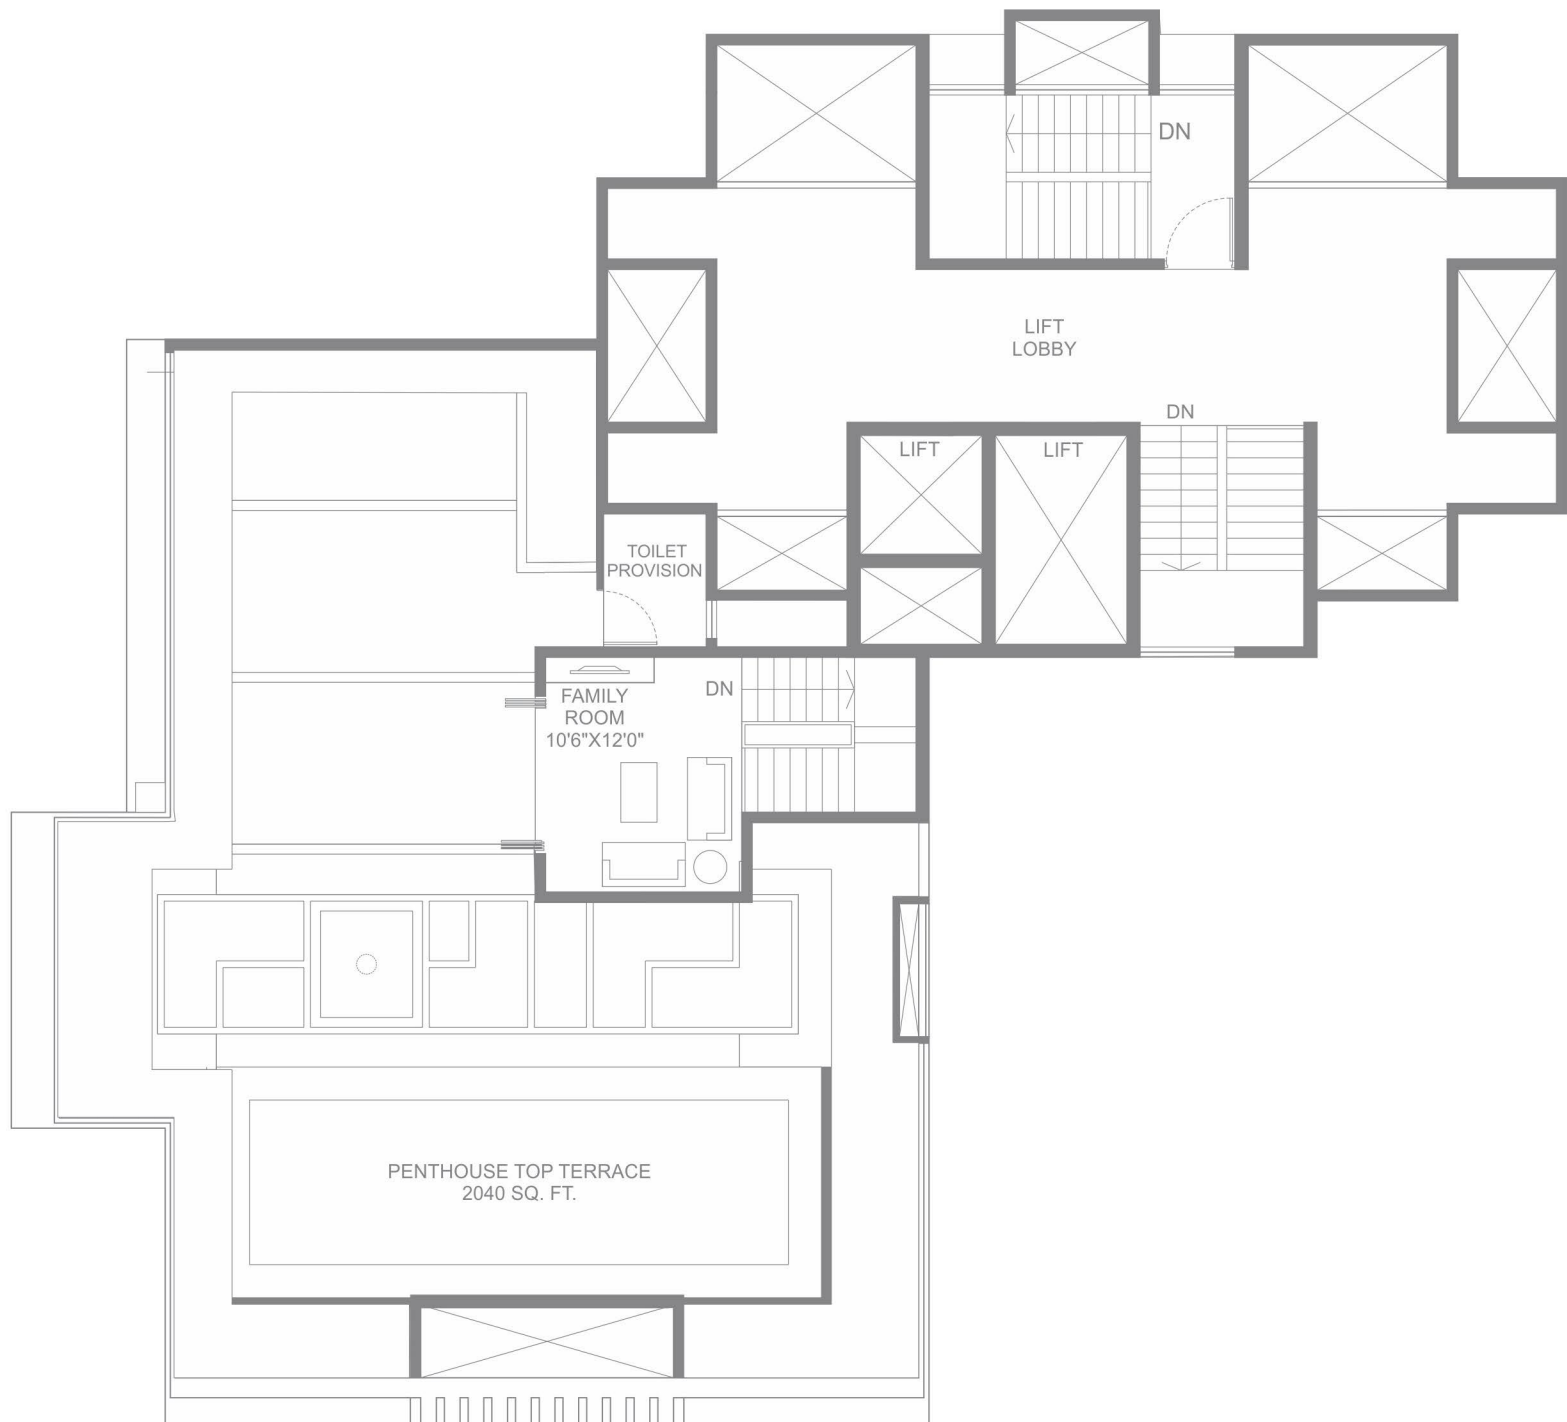 DN
LIFT
LOBBY
DN
LIFT
LIFT
TOILET
PROVISION
FAMILY
ROOM
10'6"X12'0"
DN
PENTHOUSE TOP TERRACE
2040 SQ. FT.